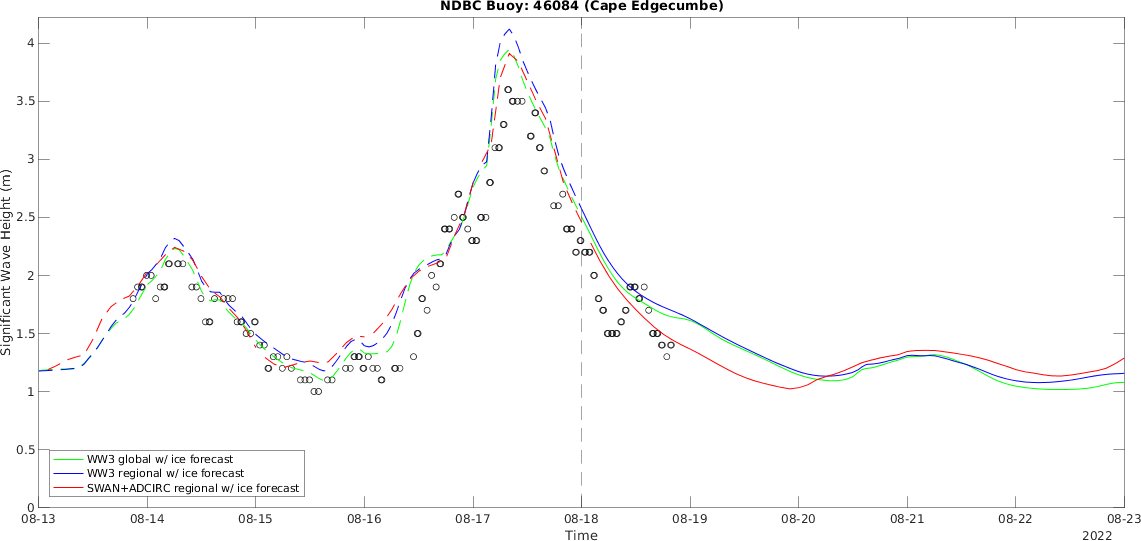 NDBC Buoy: 46084 (Cape Edgecumbe)
Significant Wave Height (m)
4
3.5
3
2.5
2
1.5
1
0.5
0
WW3 global w/ ice forecast
WW3 regional w/ ice forecast
SWAN+ADCIRC regional w/ ice forecast
08-13 08-14 08-15 08-16 08-17 08-18 08-19 08-20 08-21 08-22 08-23
Time 2022